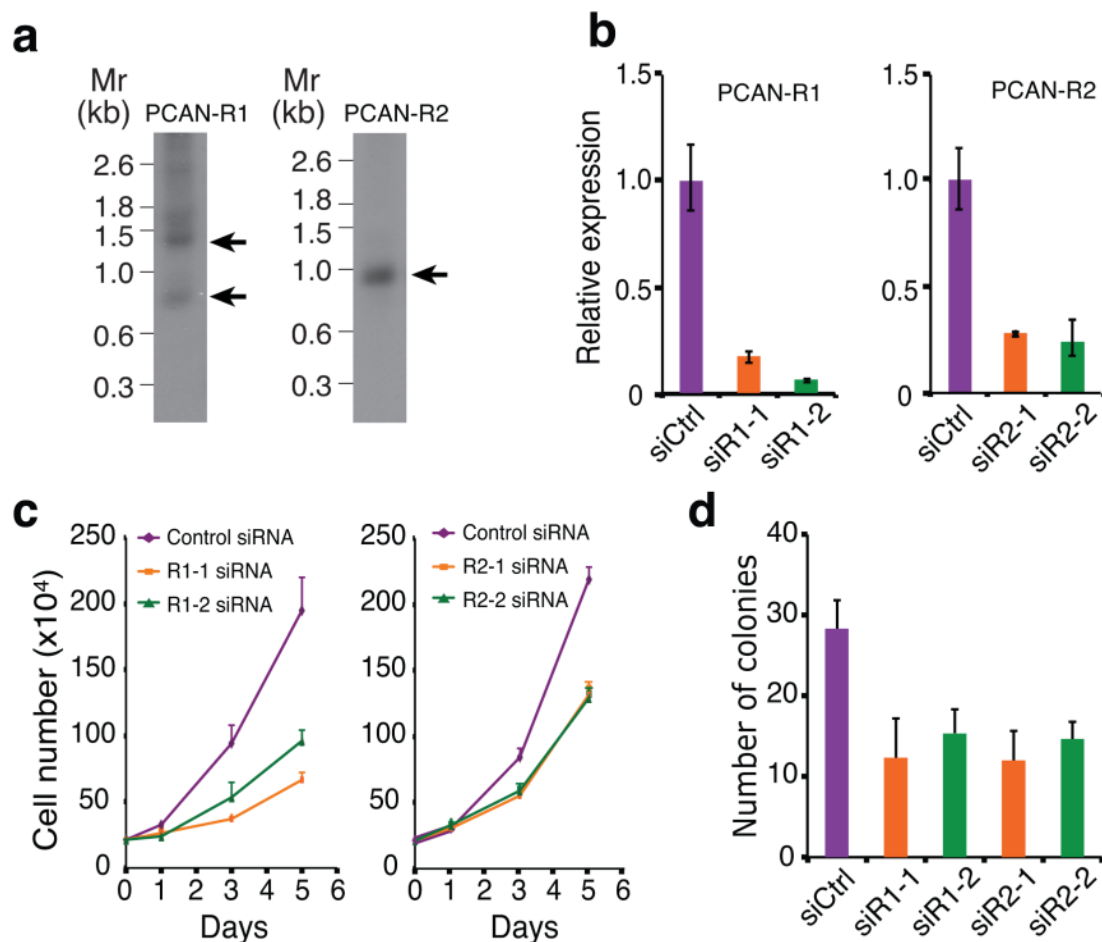 a
Mr
(kb)
PCAN-R1
2.6
1.8
1.5
1.0
0.6
0.3
Mr
(kb)
PCAN-R2
2.6
1.8
1.5
1.0
0.6
0.3
b
Relative expression
PCAN-R1
1.5
1.0
0.5
0
siCtrl
siR1-1
siR1-2
PCAN-R2
1.5
1.0
0.5
0
siCtrl
siR2-1
siR2-2
c
Cell number (x10⁴)
250
200
150
100
50
0
Control siRNA
R1-1 siRNA
R1-2 siRNA
0 1 2 3 4 5 6
Days
250
200
150
100
50
0
Control siRNA
R2-1 siRNA
R2-2 siRNA
0 1 2 3 4 5 6
Days
d
Number of colonies
40
30
20
10
0
siCtrl
siR1-1
siR1-2
siR2-1
siR2-2